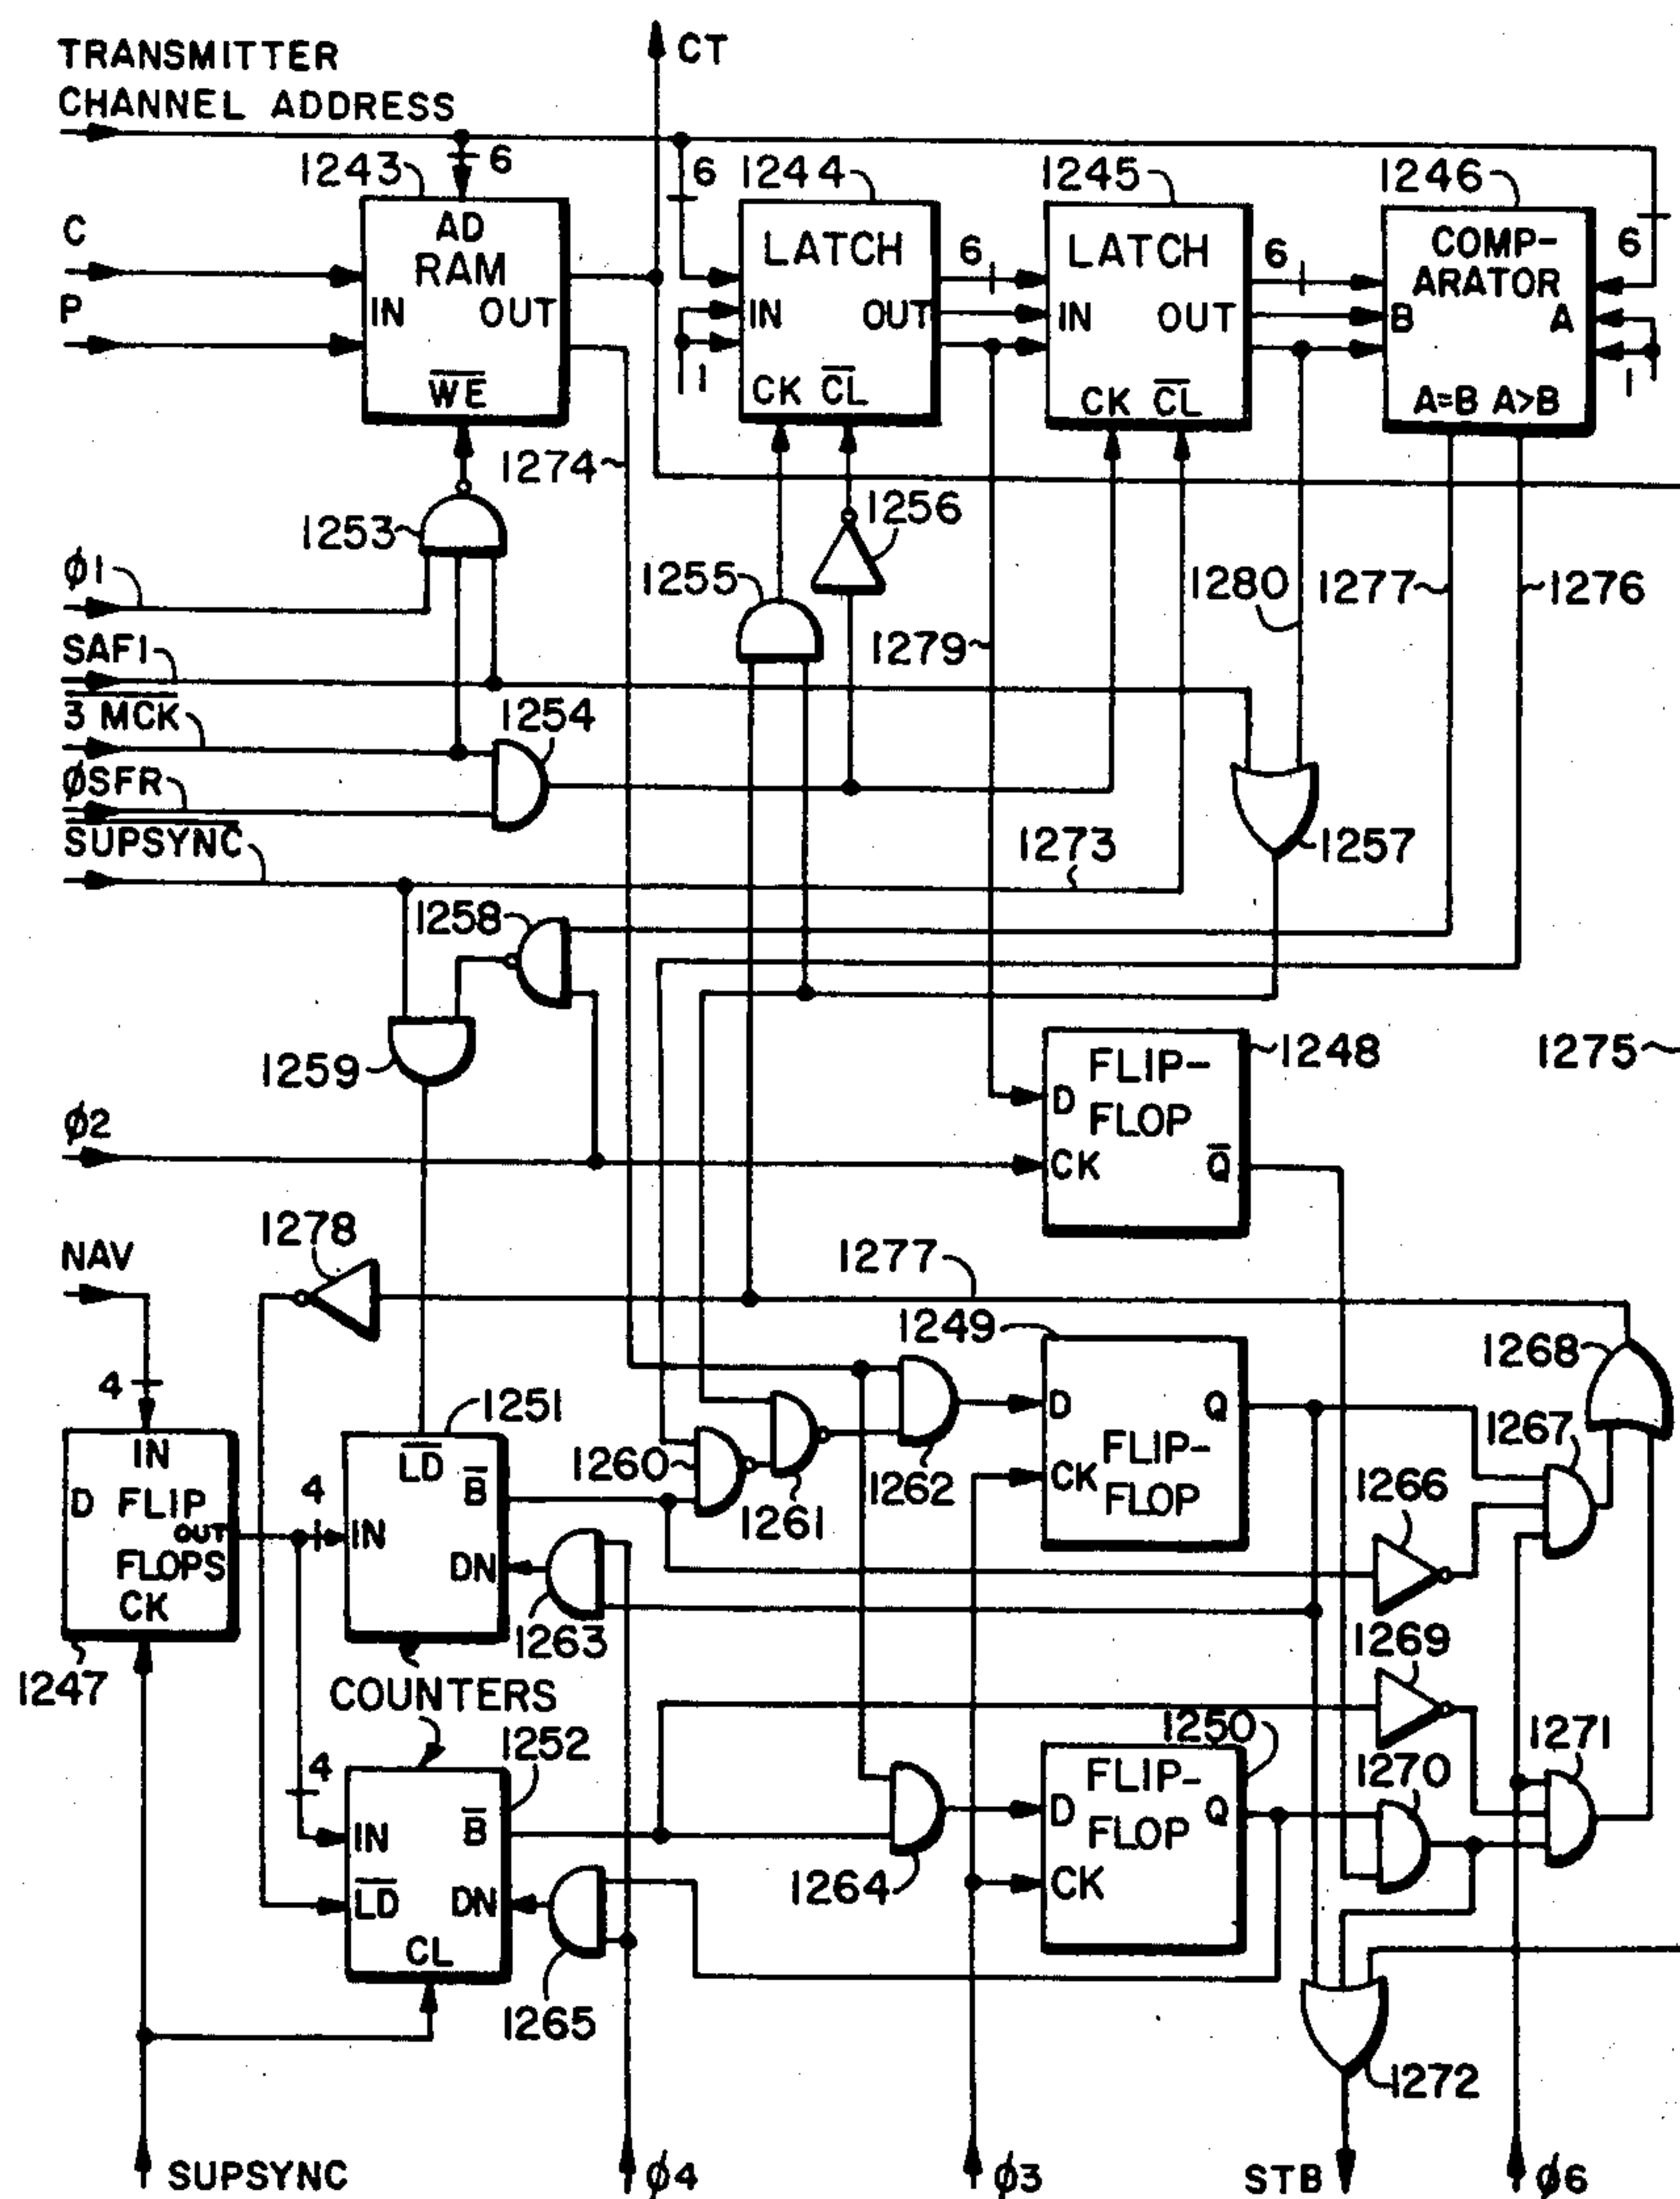 TRANSMITTER
CHANNEL ADDRESS
CT
1243
6
6
1244
1245
1246
6
C
P
AD
RAM
IN
OUT
WE
LATCH
IN
OUT
CK CL
1
6
LATCH
IN
OUT
CK CL
6
COMP-
ARATOR
B
A
A=B A>B
1
1274
1253
1256
1255
1279
1280
1277
1276
ϕ1
SAF1
3 MCK
1254
ϕSFR
SUPSYNC
1273
1257
1258
1259
1248
1275
FLIP-
FLOP
D
CK
Q
ϕ2
1278
NAV
1277
1249
1268
4
1251
1267
IN
D FLIP
OUT
FLOPS
CK
4
LD
B
IN
DN
1260
1261
1262
D
Q
CK
FLIP-
FLOP
1266
1263
1269
1247
COUNTERS
1252
1250
1271
4
1270
IN
B
LD
DN
CL
FLIP-
FLOP
D
Q
CK
1264
1265
1272
SUPSYNC
ϕ4
ϕ3
STB
ϕ6